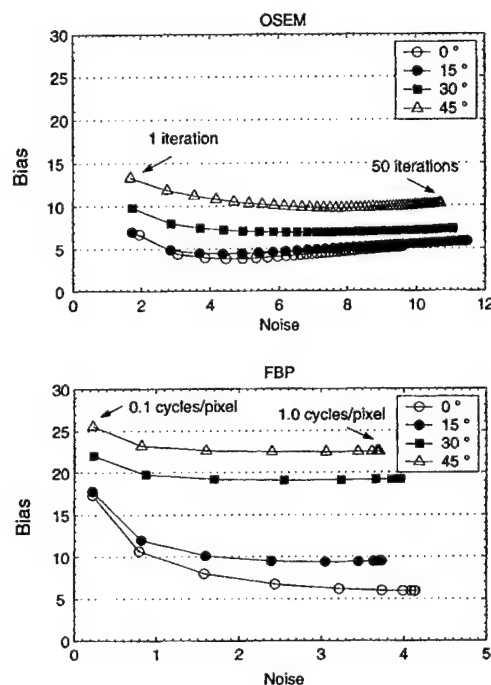 OSEM
30
25
20
15
10
5
0
Bias
0 2 4 6 8 10 12
Noise
1 iteration
50 iterations
0 °
15 °
30 °
45 °
FBP
30
25
20
15
10
5
0
Bias
0 1 2 3 4 5
Noise
0.1 cycles/pixel
1.0 cycles/pixel
0 °
15 °
30 °
45 °